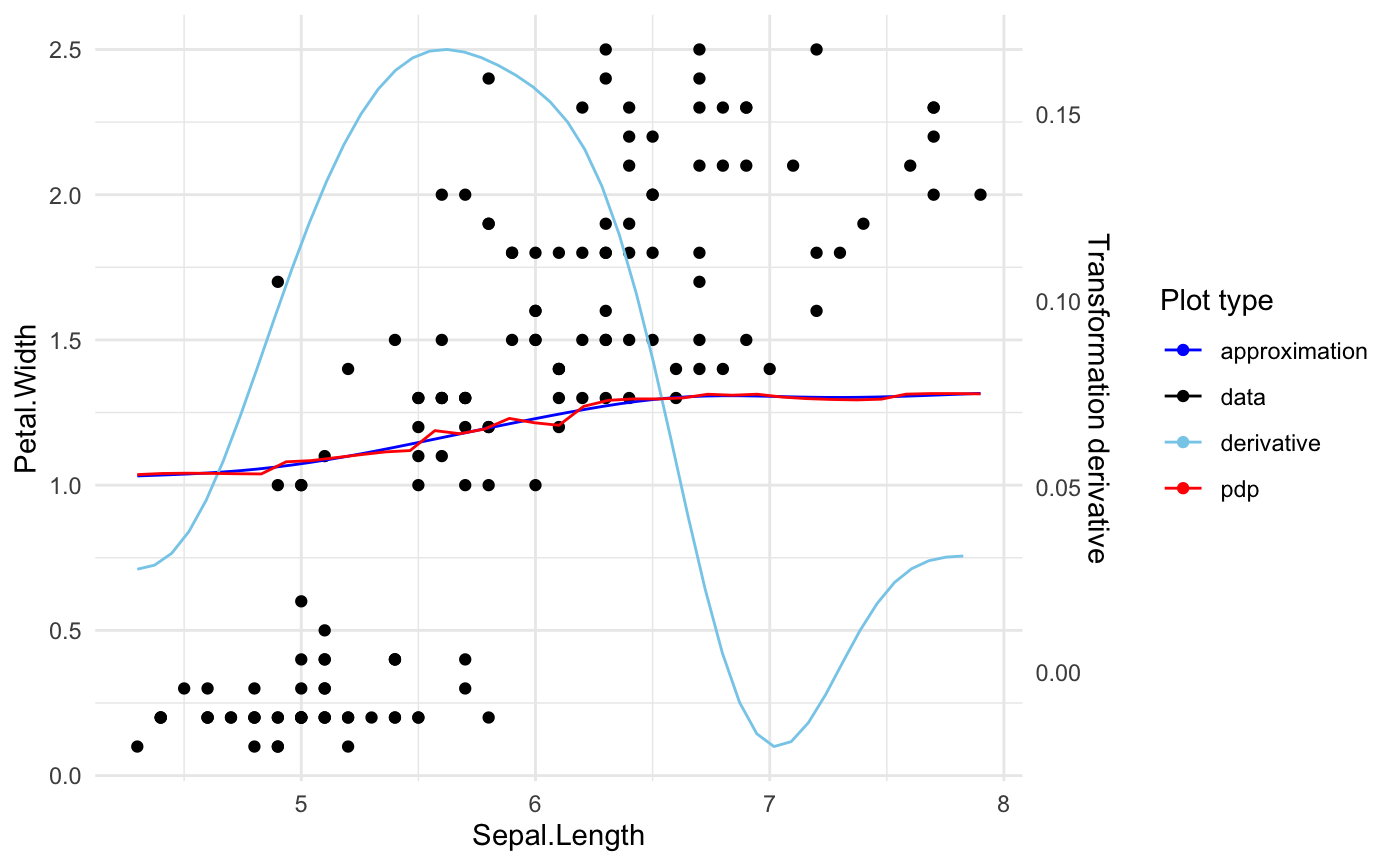 2.5
2.0
1.5
1.0
0.5
0.0
Petal.Width
5
6
7
8
Sepal.Length
0.15
0.10
0.05
0.00
Transformation derivative
Plot type
approximation
data
derivative
pdp